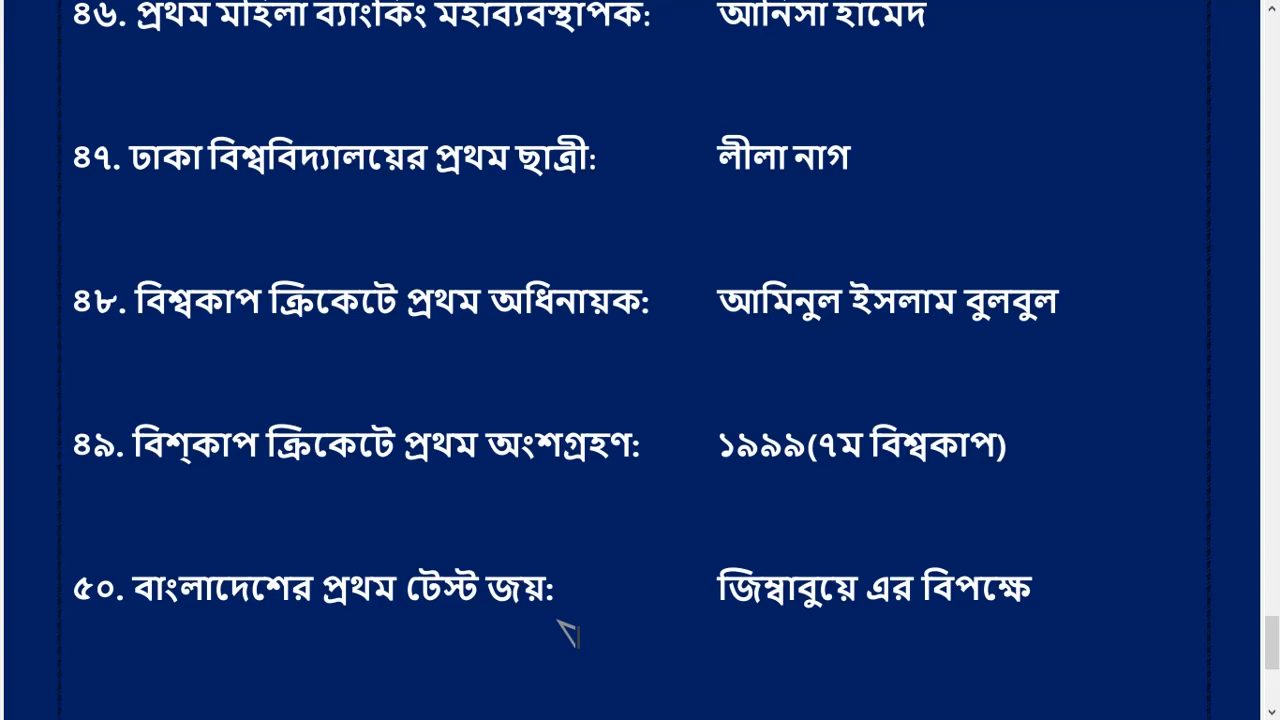 ৪৬. প্রথম মহিলা ব্যাংকিং মহাব্যবস্থাপক: আনিসা হামেদ
৪৭. ঢাকা বিশ্ববিদ্যালয়ের প্রথম ছাত্রী: লীলা নাগ
৪৮. বিশ্বকাপ ক্রিকেটে প্রথম অধিনায়ক: আমিনুল ইসলাম বুলবুল
৪৯. বিশ্কাপ ক্রিকেটে প্রথম অংশগ্রহণ: ১৯৯৯(৭ম বিশ্বকাপ)
৫০. বাংলাদেশের প্রথম টেস্ট জয়: জিম্বাবুয়ে এর বিপক্ষে